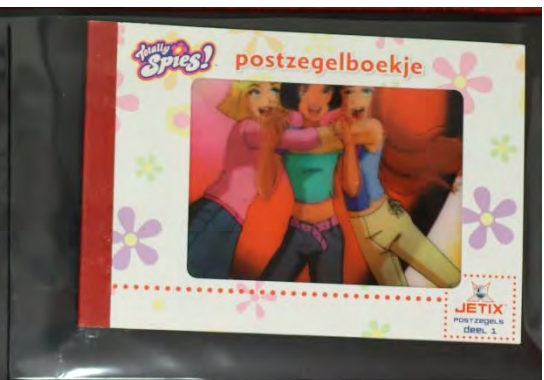 Totally
Spies!
postzegelboekje
JETIX
POSTZEGELS
deel 1